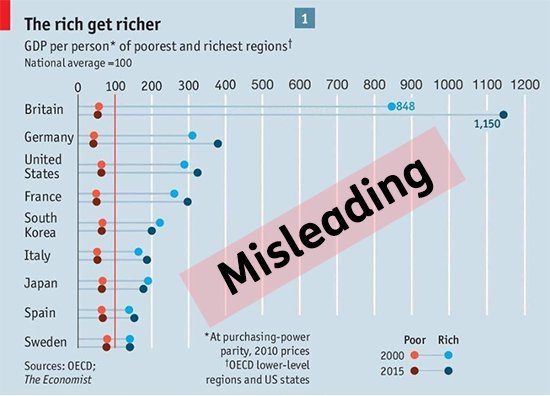 The rich get richer
1
GDP per person* of poorest and richest regions†
National average =100
0 100 200 300 400 500 600 700 800 900 1000 1100 1200
Britain
848
1,150
Germany
United
States
France
South
Korea
Italy
Japan
Spain
Sweden
Misleading
*At purchasing-power
parity, 2010 prices
†OECD lower-level
regions and US states
Poor Rich
2000
2015
Sources: OECD;
The Economist